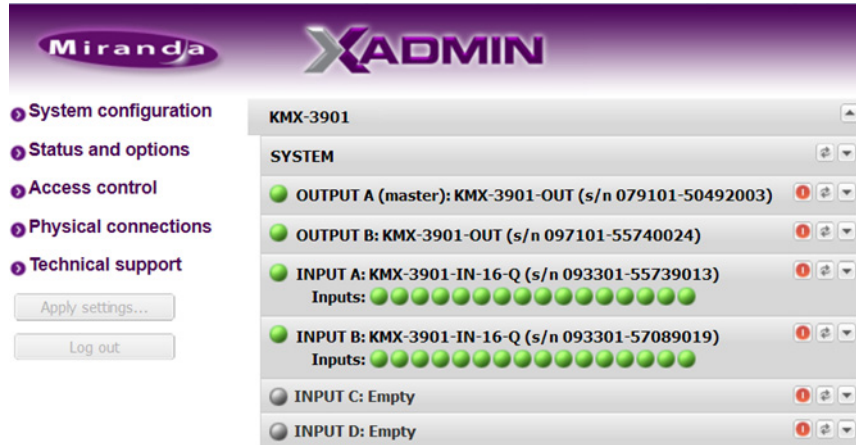 Miranda
XADMIN
System configuration
Status and options
Access control
Physical connections
Technical support
Apply settings...
Log out
KMX-3901
SYSTEM
OUTPUT A (master): KMX-3901-OUT (s/n 079101-50492003)
OUTPUT B: KMX-3901-OUT (s/n 097101-55740024)
INPUT A: KMX-3901-IN-16-Q (s/n 093301-55739013)
Inputs:
INPUT B: KMX-3901-IN-16-Q (s/n 093301-57089019)
Inputs:
INPUT C: Empty
INPUT D: Empty